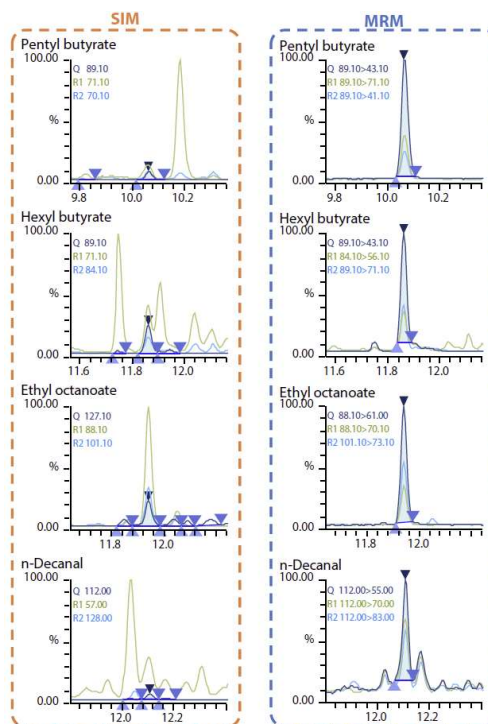 SIM
Pentyl butyrate
100.00
Q 89.10
R1 71.10
R2 70.10
%
0.00
9.8 10.0 10.2
Hexyl butyrate
100.00
Q 89.10
R1 71.10
R2 84.10
%
0.00
11.6 11.8 12.0
Ethyl octanoate
100.00
Q 127.10
R1 88.10
R2 101.10
%
0.00
11.8 12.0
n-Decanal
100.00
Q 112.00
R1 57.00
R2 128.00
%
0.00
12.0 12.2
MRM
Pentyl butyrate
100.00
Q 89.10>43.10
R1 89.10>71.10
R2 89.10>41.10
%
0.00
9.8 10.0 10.2
Hexyl butyrate
100.00
Q 89.10>43.10
R1 84.10>56.10
R2 89.10>71.10
%
0.00
11.6 11.8 12.0
Ethyl octanoate
100.00
Q 88.10>61.00
R1 88.10>70.10
R2 101.10>73.10
%
0.00
11.8 12.0
n-Decanal
100.00
Q 112.00>55.00
R1 112.00>70.00
R2 112.00>83.00
%
0.00
12.0 12.2